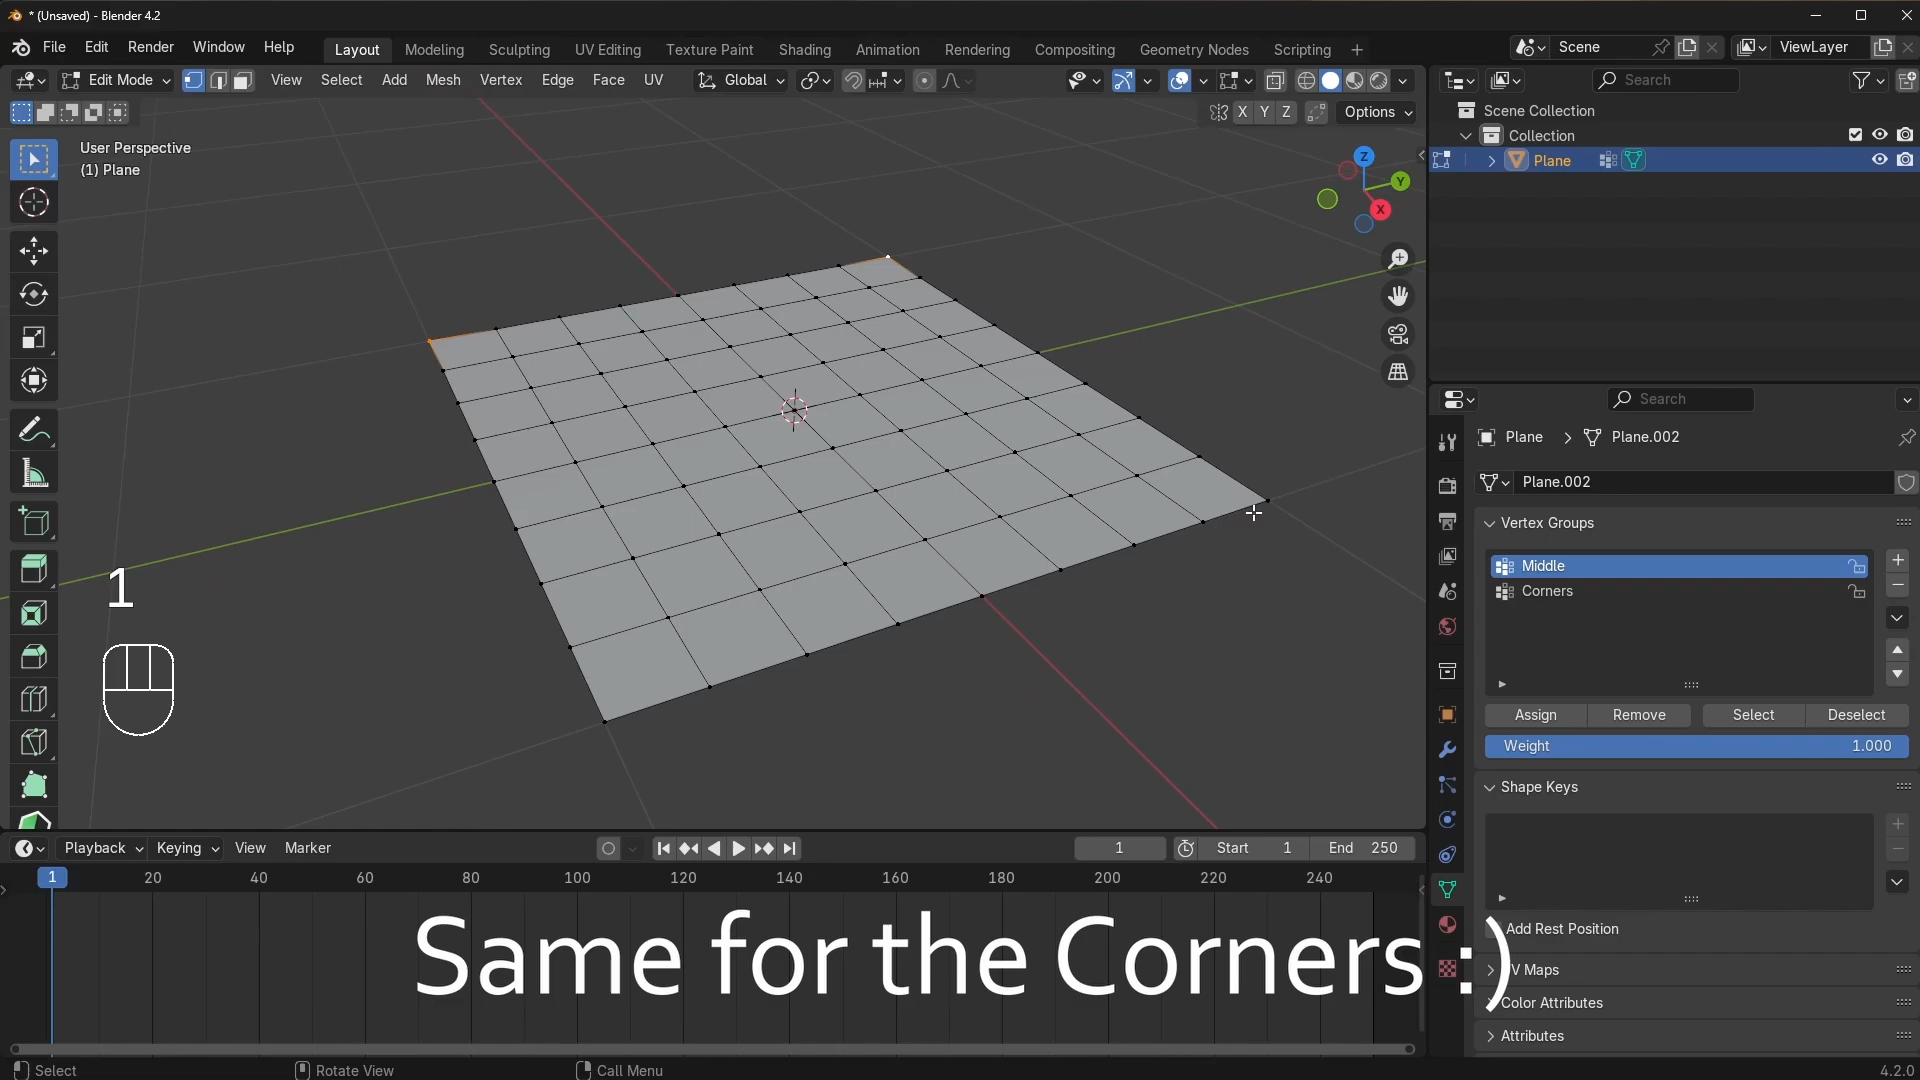 * (Unsaved) - Blender 4.2
File Edit Render Window Help Layout Modeling Sculpting UV Editing Texture Paint Shading Animation Rendering Compositing Geometry Nodes Scripting + Scene ViewLayer
Edit Mode View Select Add Mesh Vertex Edge Face UV Global Search
X Y Z Options
User Perspective
(1) Plane
Z
Y
X
Scene Collection
Collection
Plane
Search
Plane > Plane.002
Plane.002
Vertex Groups
Middle
Corners
Assign Remove Select Deselect
Weight 1.000
Shape Keys
Add Rest Position
V Maps
Color Attributes
Attributes
1
Playback Keying View Marker 1 Start 1 End 250
1 20 40 60 80 100 120 140 160 180 200 220 240
Same for the Corners :)
Select Rotate View Call Menu 4.2.0